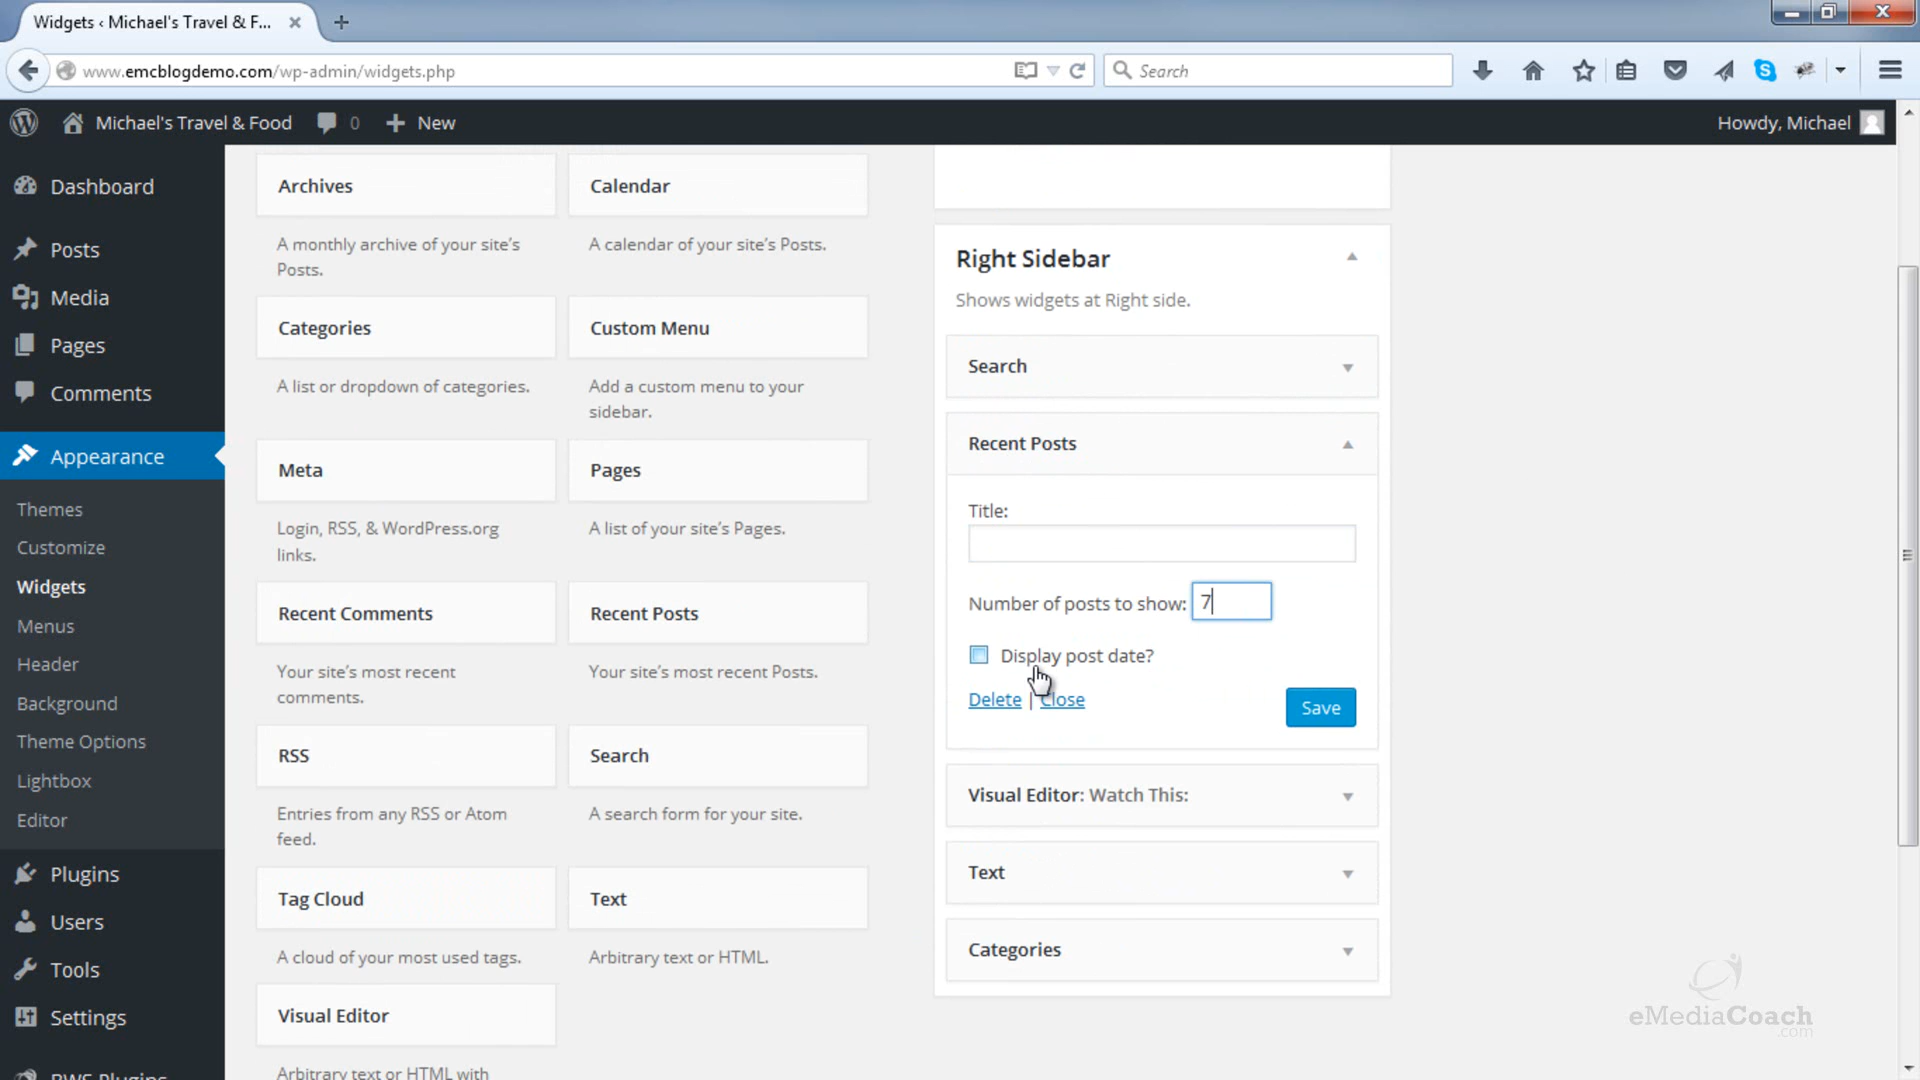 Widgets ‹ Michael's Travel & F...
www.emcblogdemo.com/wp-admin/widgets.php
Search
Michael's Travel & Food
0
New
Howdy, Michael
Dashboard
Posts
Media
Pages
Comments
Appearance
Themes
Customize
Widgets
Menus
Header
Background
Theme Options
Lightbox
Editor
Plugins
Users
Tools
Settings
BWS Plugins
Archives
A monthly archive of your site's
Posts.
Calendar
A calendar of your site's Posts.
Categories
A list or dropdown of categories.
Custom Menu
Add a custom menu to your
sidebar.
Meta
Login, RSS, & WordPress.org
links.
Pages
A list of your site's Pages.
Recent Comments
Your site's most recent
comments.
Recent Posts
Your site's most recent Posts.
RSS
Entries from any RSS or Atom
feed.
Search
A search form for your site.
Tag Cloud
A cloud of your most used tags.
Text
Arbitrary text or HTML.
Visual Editor
Arbitrary text or HTML with
Right Sidebar
Shows widgets at Right side.
Search
Recent Posts
Title:
Number of posts to show: 7
Display post date?
Delete | Close
Save
Visual Editor: Watch This:
Text
Categories
eMediaCoach
.com